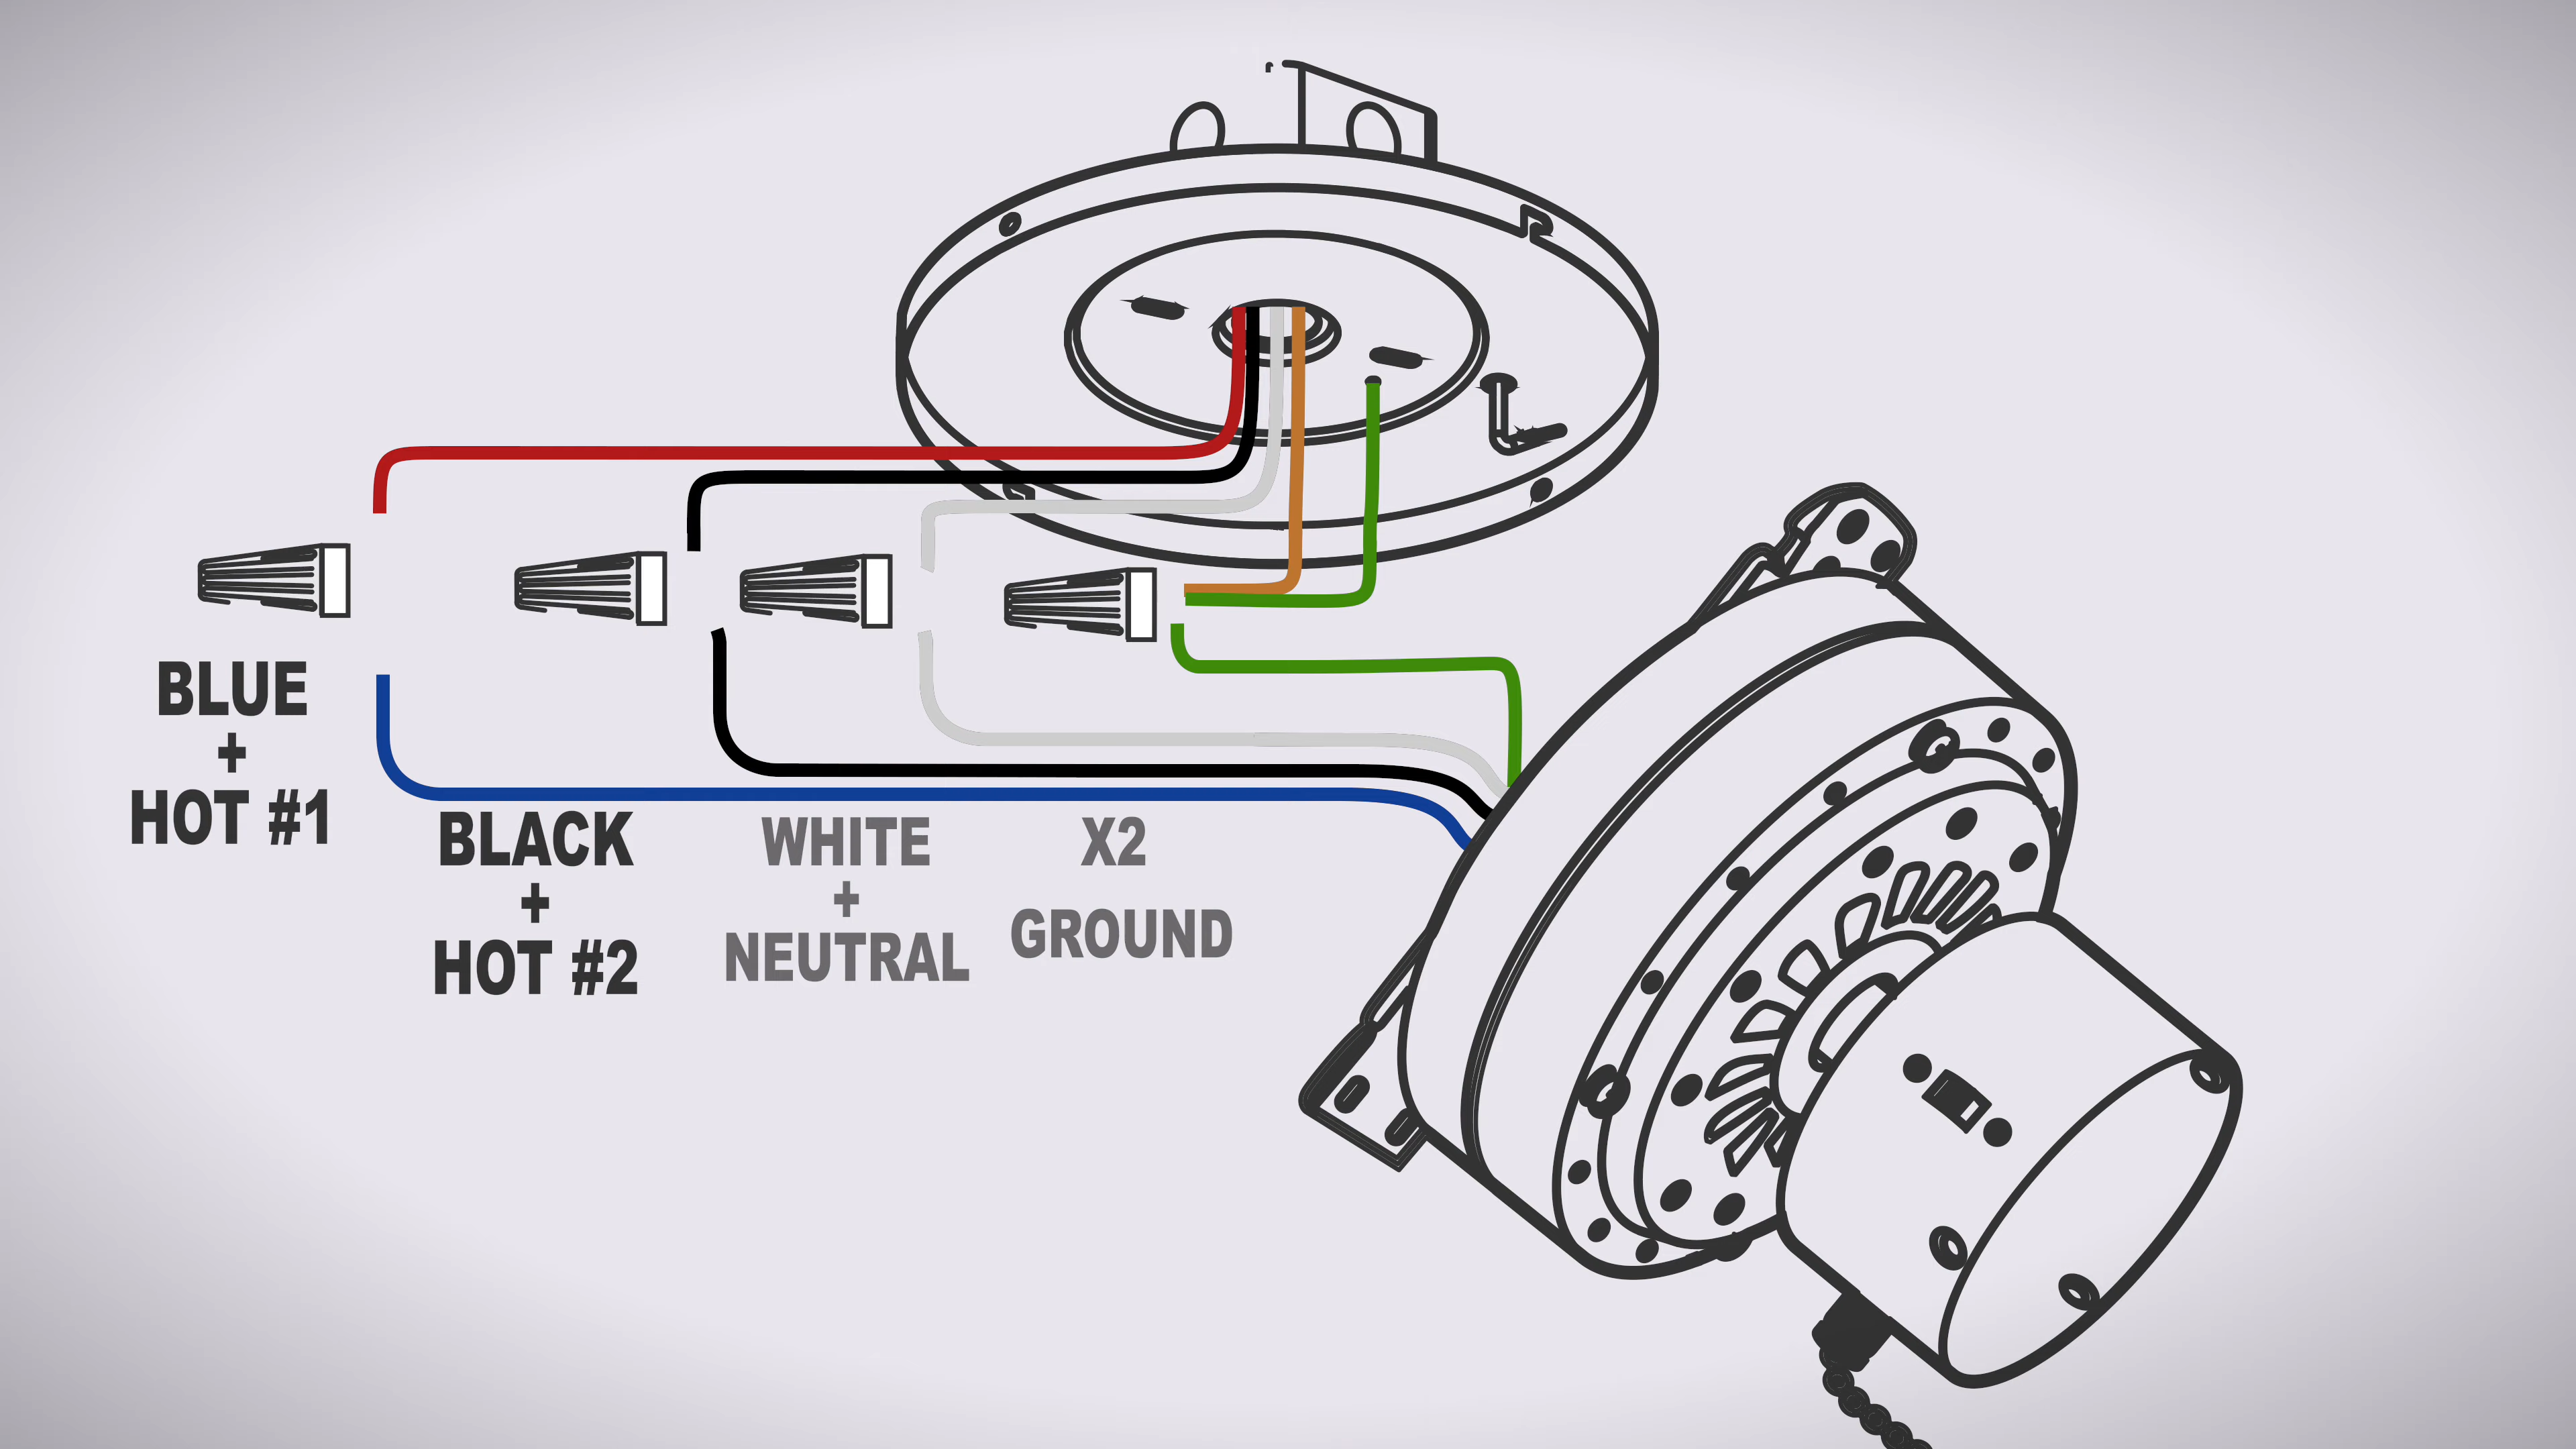 BLUE
+
HOT #1
BLACK
+
HOT #2
WHITE
+
NEUTRAL
X2
GROUND